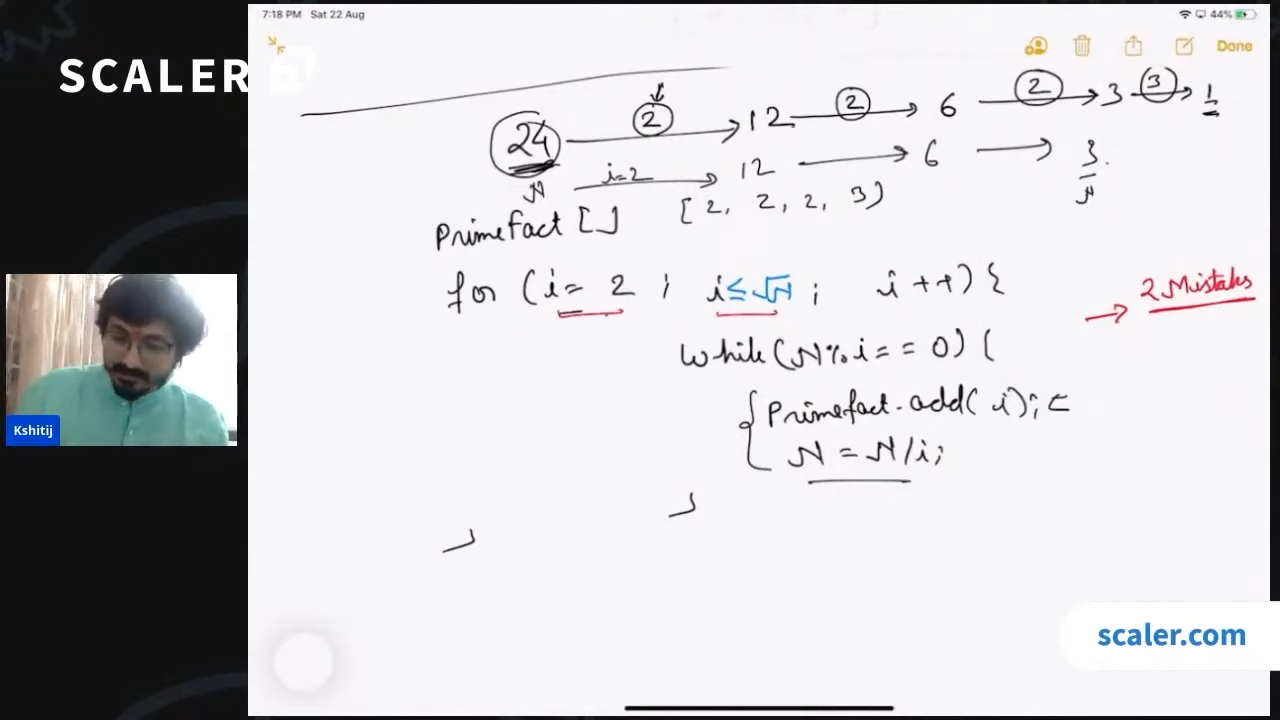 7:18 PM Sat 22 Aug
44%
SCALER
Done
24 2 12 2 6 2 3 3 1
N i=2 12 6 3
N
PrimeFact [] [2, 2, 2, 3)
for (i= 2 ; i≤√N ; i++) {
2 Mistaks
while(N%i==0) {
{ Primefact.add(i);
N = N/i;
Kshitij
scaler.com